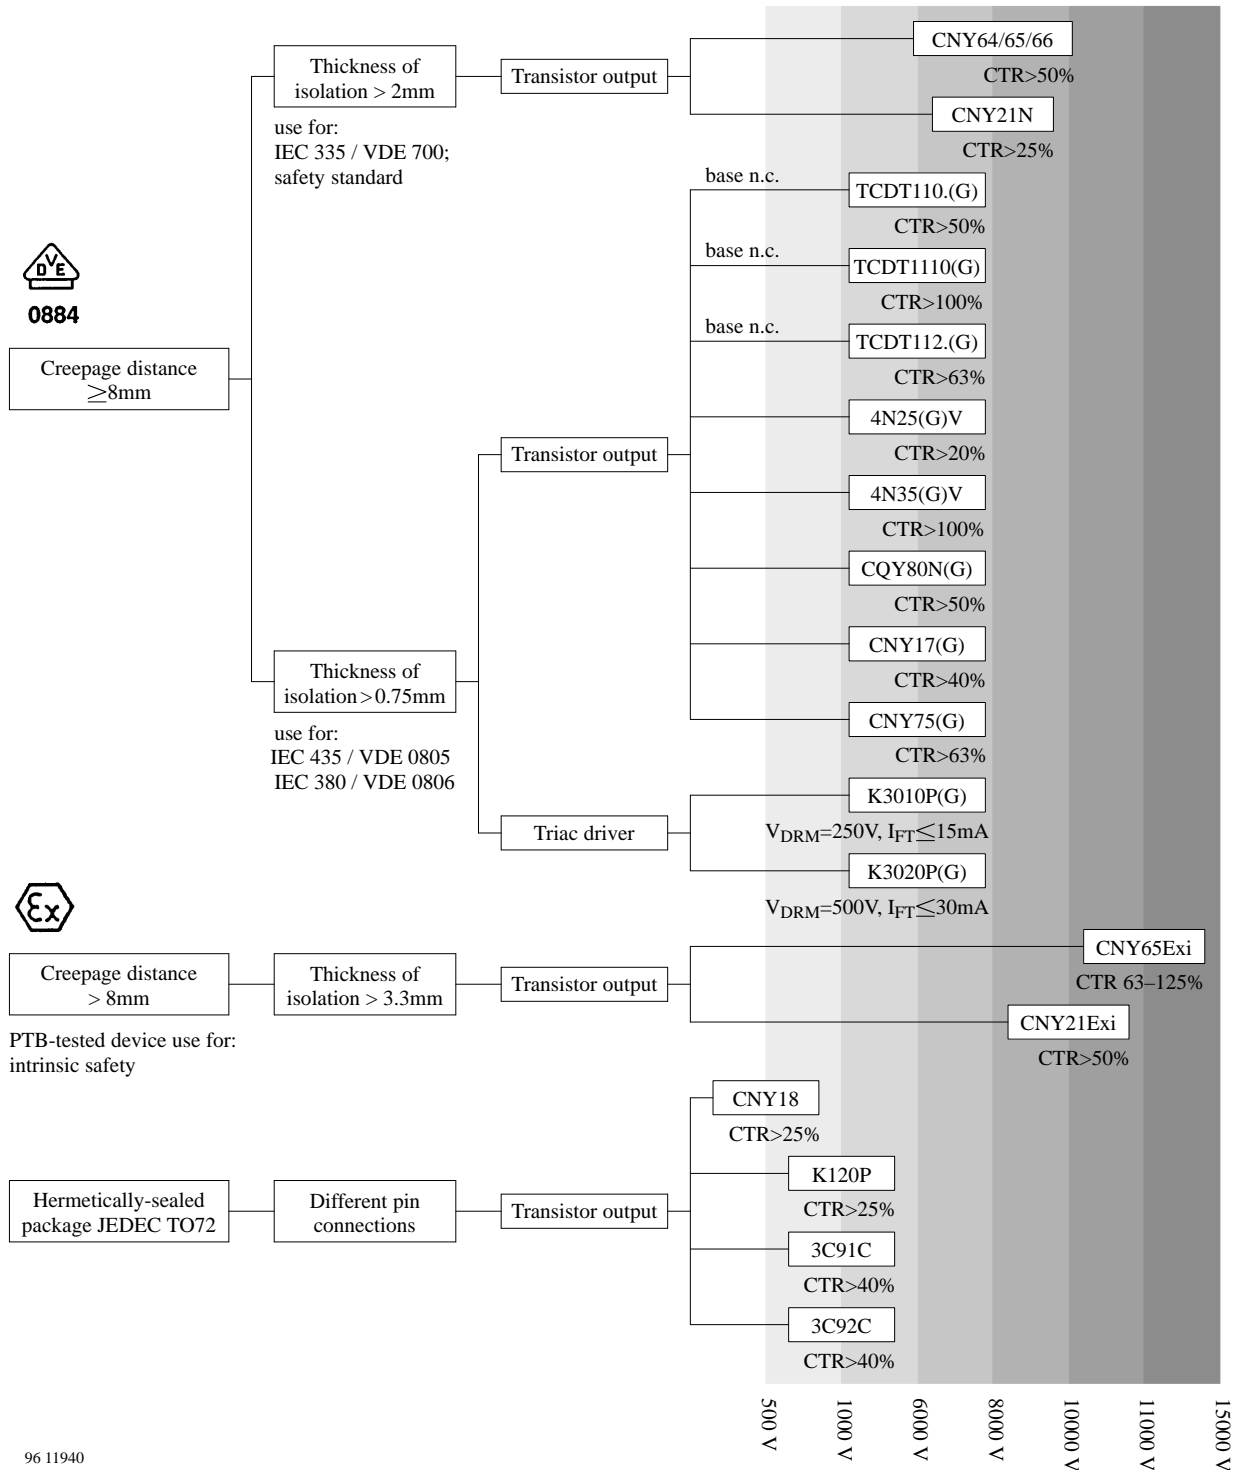 CNY64/65/66
CTR>50%
Thickness of
isolation > 2mm
Transistor output
CNY21N
CTR>25%
use for:
IEC 335 / VDE 700;
safety standard
base n.c.
TCDT110.(G)
CTR>50%
base n.c.
TCDT1110(G)
CTR>100%
base n.c.
TCDT112.(G)
CTR>63%
VDE
0884
Creepage distance
≥8mm
4N25(G)V
CTR>20%
Transistor output
4N35(G)V
CTR>100%
CQY80N(G)
CTR>50%
CNY17(G)
CTR>40%
Thickness of
isolation>0.75mm
use for:
IEC 435 / VDE 0805
IEC 380 / VDE 0806
CNY75(G)
CTR>63%
K3010P(G)
VDRM=250V, IFT≤15mA
Triac driver
K3020P(G)
VDRM=500V, IFT≤30mA
Ex
Creepage distance
> 8mm
Thickness of
isolation > 3.3mm
Transistor output
CNY65Exi
CTR 63–125%
CNY21Exi
CTR>50%
PTB-tested device use for:
intrinsic safety
CNY18
CTR>25%
K120P
CTR>25%
Hermetically-sealed
package JEDEC TO72
Different pin
connections
Transistor output
3C91C
CTR>40%
3C92C
CTR>40%
500 V
1000 V
6000 V
8000 V
10000 V
11000 V
15000 V
96 11940